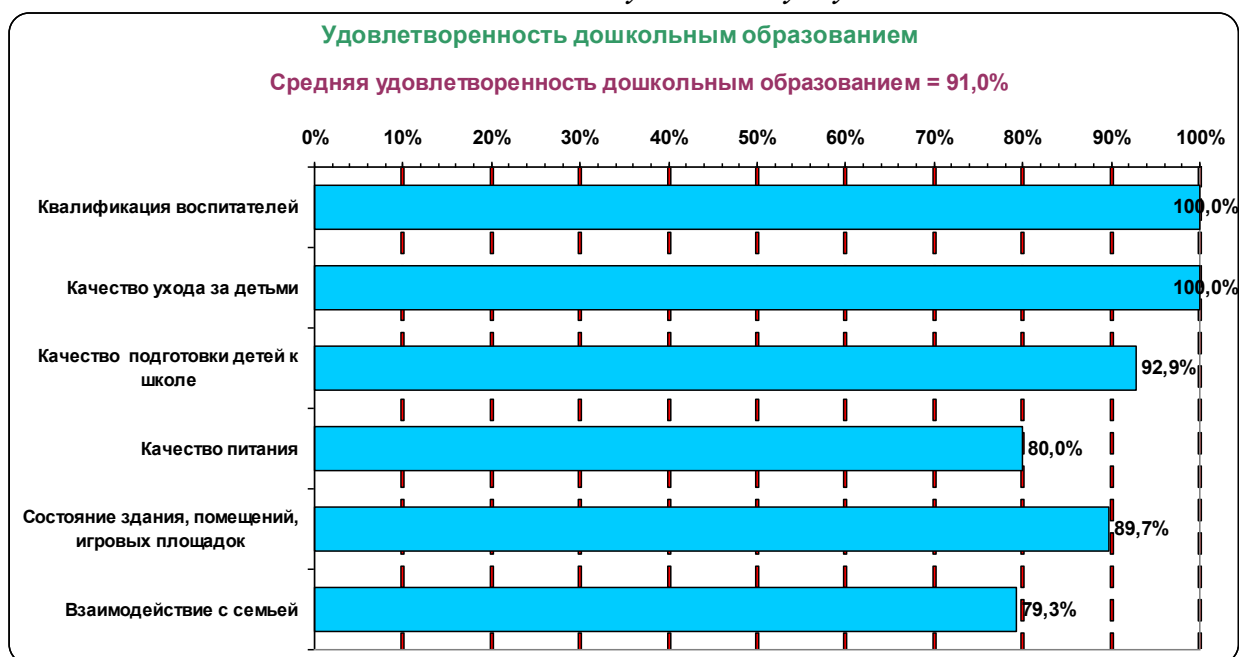 Удовлетворенность дошкольным образованием
Средняя удовлетворенность дошкольным образованием = 91,0%
0% 10% 20% 30% 40% 50% 60% 70% 80% 90% 100%
Квалификация воспитателей 100,0%
Качество ухода за детьми 100,0%
Качество подготовки детей к
школе
92,9%
Качество питания 80,0%
Состояние здания, помещений,
игровых площадок
89,7%
Взаимодействие с семьей 79,3%